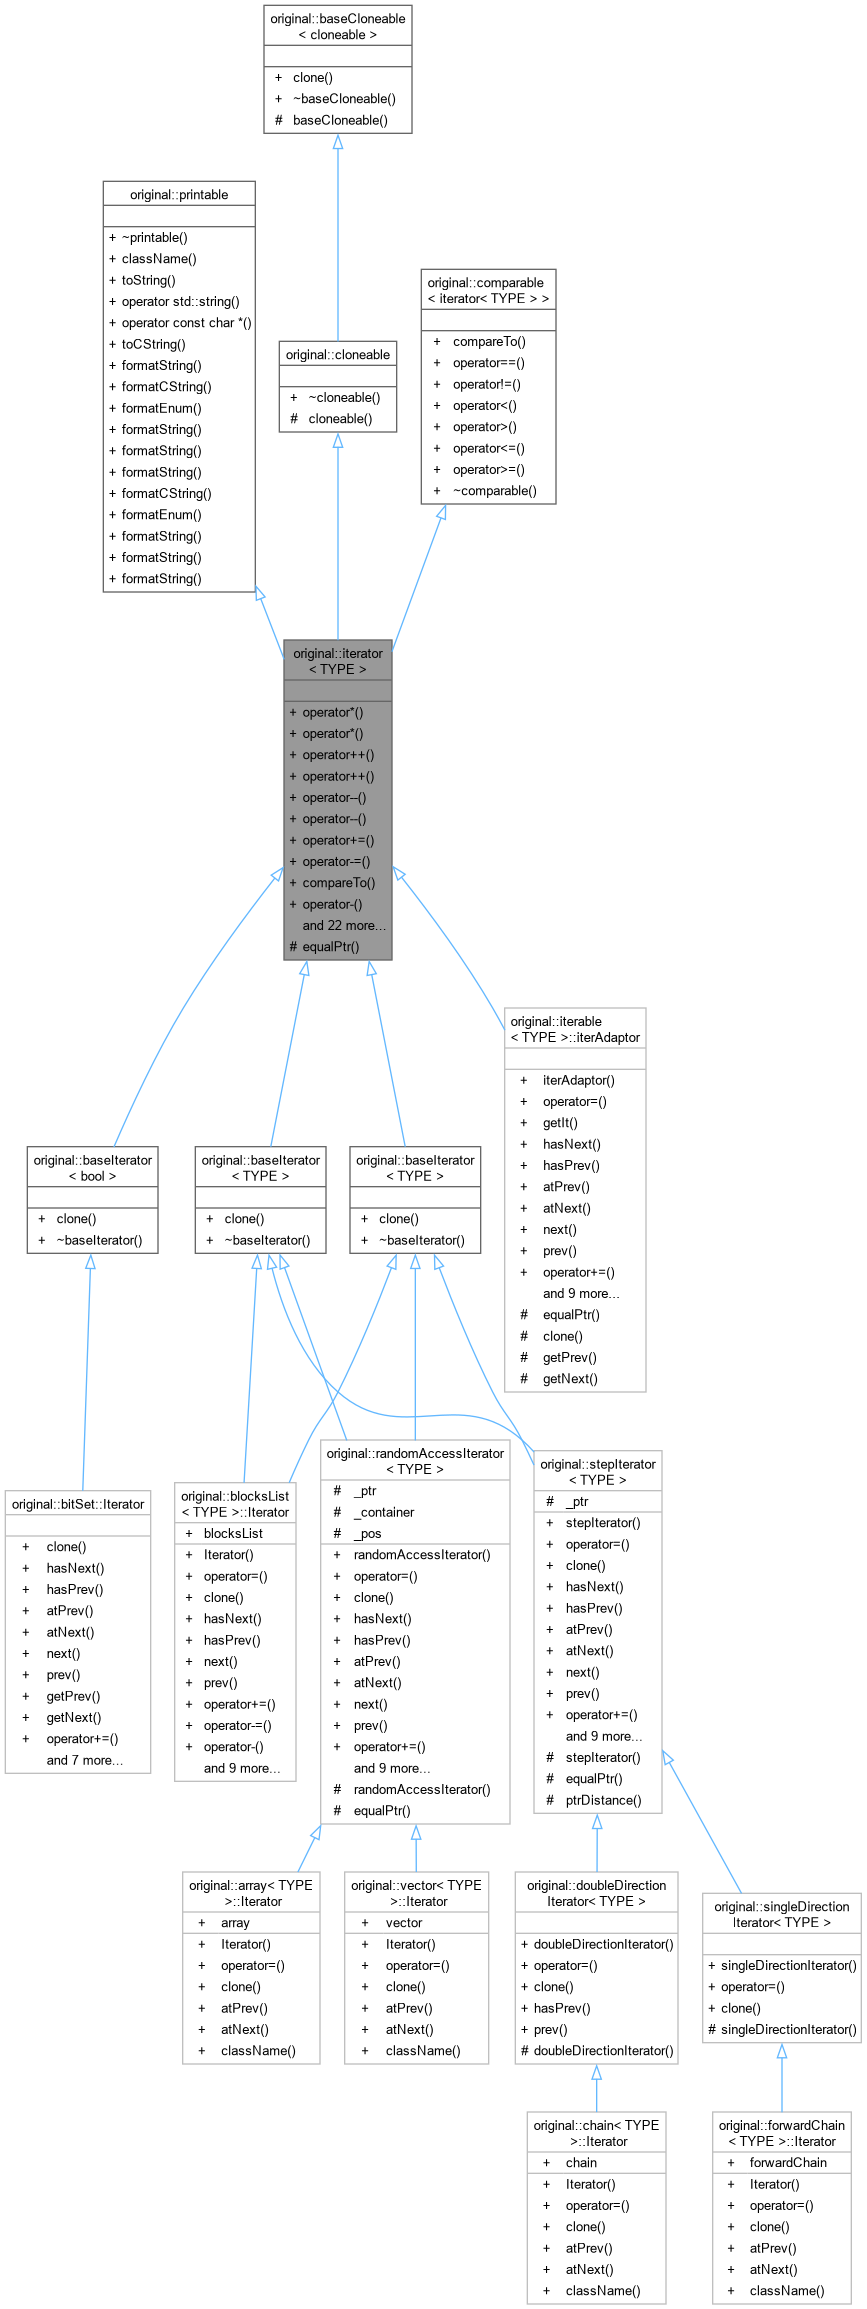 original::baseCloneable
< cloneable >
+ clone()
+ ~baseCloneable()
# baseCloneable()
original::printable
+ ~printable()
+ className()
+ toString()
+ operator std::string()
+ operator const char *()
+ toCString()
+ formatString()
+ formatCString()
+ formatEnum()
+ formatString()
+ formatString()
+ formatString()
+ formatCString()
+ formatEnum()
+ formatString()
+ formatString()
+ formatString()
original::cloneable
+ ~cloneable()
# cloneable()
original::comparable
< iterator< TYPE > >
+ compareTo()
+ operator==()
+ operator!=()
+ operator<()
+ operator>()
+ operator<=()
+ operator>=()
+ ~comparable()
original::iterator
< TYPE >
+ operator*()
+ operator*()
+ operator++()
+ operator++()
+ operator--()
+ operator--()
+ operator+=()
+ operator-=()
+ compareTo()
+ operator-()
and 22 more...
# equalPtr()
original::iterable
< TYPE >::iterAdaptor
+ iterAdaptor()
+ operator=()
+ getIt()
+ hasNext()
+ hasPrev()
+ atPrev()
+ atNext()
+ next()
+ prev()
+ operator+=()
and 9 more...
# equalPtr()
# clone()
# getPrev()
# getNext()
original::baseIterator
< bool >
+ clone()
+ ~baseIterator()
original::baseIterator
< TYPE >
+ clone()
+ ~baseIterator()
original::baseIterator
< TYPE >
+ clone()
+ ~baseIterator()
original::bitSet::Iterator
+ clone()
+ hasNext()
+ hasPrev()
+ atPrev()
+ atNext()
+ next()
+ prev()
+ getPrev()
+ getNext()
+ operator+=()
and 7 more...
original::blocksList
< TYPE >::Iterator
+ blocksList
+ Iterator()
+ operator=()
+ clone()
+ hasNext()
+ hasPrev()
+ next()
+ prev()
+ operator+=()
+ operator-=()
+ operator-()
and 9 more...
original::randomAccessIterator
< TYPE >
# _ptr
# _container
# _pos
+ randomAccessIterator()
+ operator=()
+ clone()
+ hasNext()
+ hasPrev()
+ atPrev()
+ atNext()
+ next()
+ prev()
+ operator+=()
and 9 more...
# randomAccessIterator()
# equalPtr()
original::stepIterator
< TYPE >
# _ptr
+ stepIterator()
+ operator=()
+ clone()
+ hasNext()
+ hasPrev()
+ atPrev()
+ atNext()
+ next()
+ prev()
+ operator+=()
and 9 more...
# stepIterator()
# equalPtr()
# ptrDistance()
original::array< TYPE
>::Iterator
+ array
+ Iterator()
+ operator=()
+ clone()
+ atPrev()
+ atNext()
+ className()
original::vector< TYPE
>::Iterator
+ vector
+ Iterator()
+ operator=()
+ clone()
+ atPrev()
+ atNext()
+ className()
original::doubleDirection
Iterator< TYPE >
+ doubleDirectionIterator()
+ operator=()
+ clone()
+ hasPrev()
+ prev()
# doubleDirectionIterator()
original::singleDirection
Iterator< TYPE >
+ singleDirectionIterator()
+ operator=()
+ clone()
# singleDirectionIterator()
original::chain< TYPE
>::Iterator
+ chain
+ Iterator()
+ operator=()
+ clone()
+ atPrev()
+ atNext()
+ className()
original::forwardChain
< TYPE >::Iterator
+ forwardChain
+ Iterator()
+ operator=()
+ clone()
+ atPrev()
+ atNext()
+ className()